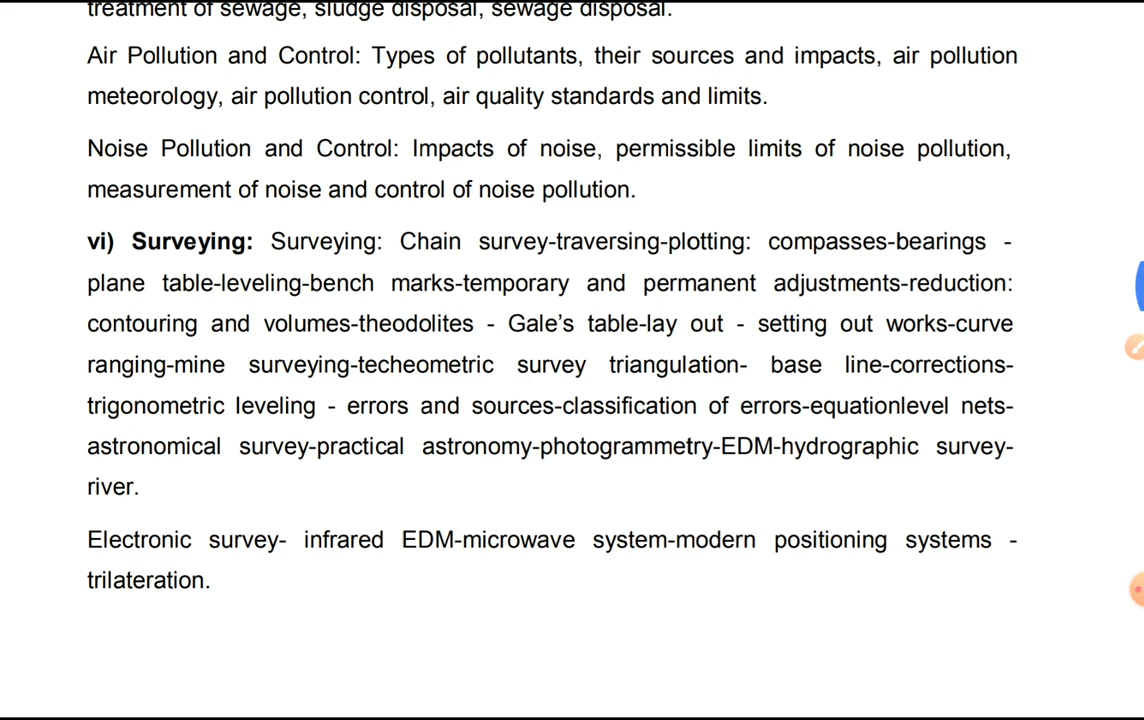 treatment of sewage, sludge disposal, sewage disposal.
Air Pollution and Control: Types of pollutants, their sources and impacts, air pollution
meteorology, air pollution control, air quality standards and limits.
Noise Pollution and Control: Impacts of noise, permissible limits of noise pollution,
measurement of noise and control of noise pollution.
vi) Surveying: Surveying: Chain survey-traversing-plotting: compasses-bearings -
plane table-leveling-bench marks-temporary and permanent adjustments-reduction:
contouring and volumes-theodolites - Gale’s table-lay out - setting out works-curve
ranging-mine surveying-techeometric survey triangulation- base line-corrections-
trigonometric leveling - errors and sources-classification of errors-equationlevel nets-
astronomical survey-practical astronomy-photogrammetry-EDM-hydrographic survey-
river.
Electronic survey- infrared EDM-microwave system-modern positioning systems -
trilateration.